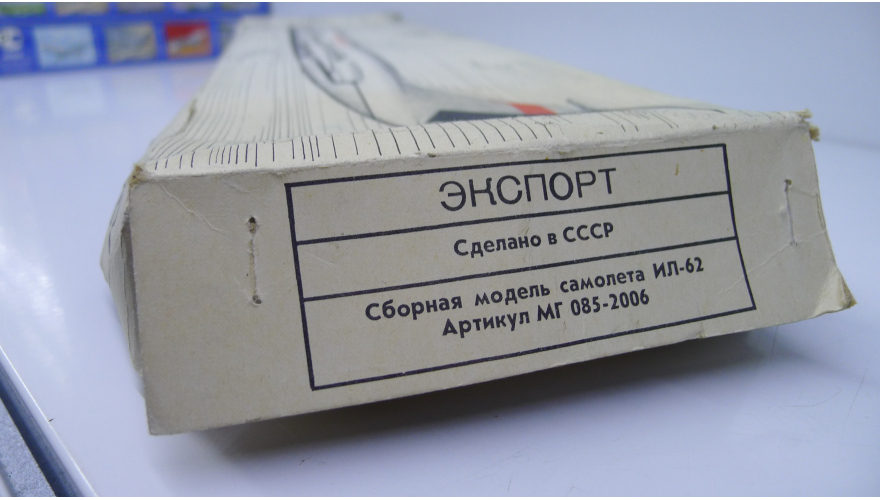 ЭКСПОРТ
Сделано в СССР
Сборная модель самолета ИЛ-62
Артикул МГ 085-2006